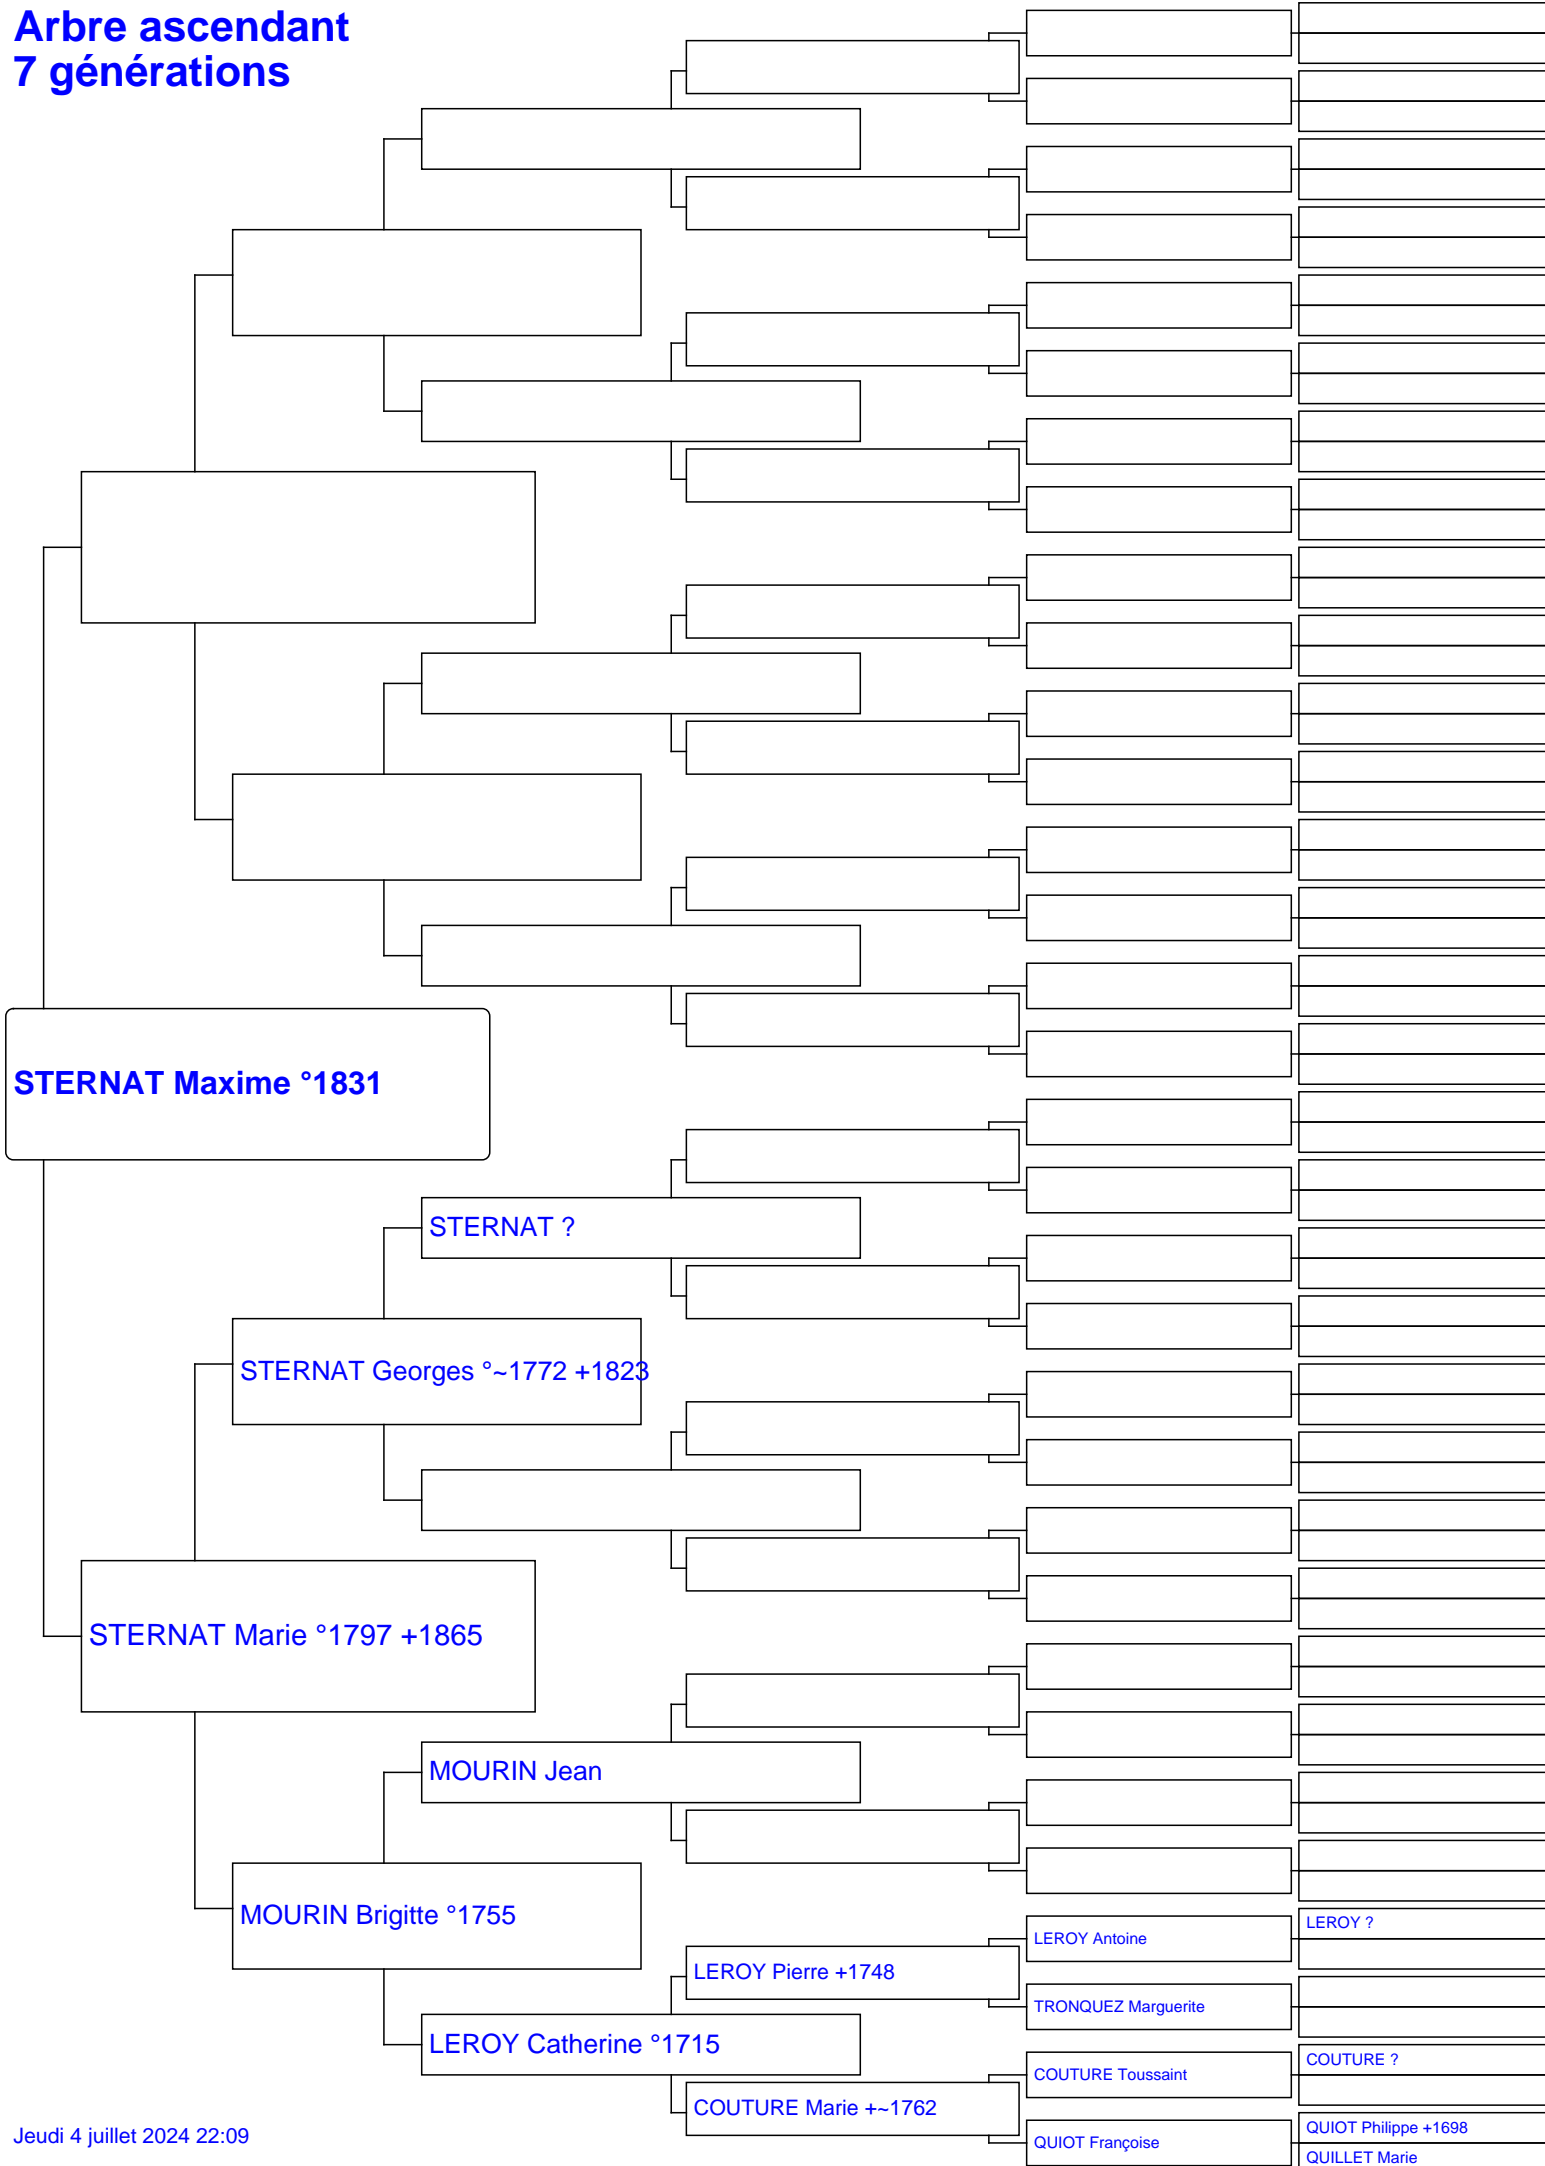 Arbre ascendant
7 générations
STERNAT Maxime °1831
STERNAT ?
STERNAT Georges °~1772 +1823
STERNAT Marie °1797 +1865
MOURIN Jean
MOURIN Brigitte °1755
LEROY Antoine
LEROY ?
LEROY Pierre +1748
TRONQUEZ Marguerite
LEROY Catherine °1715
COUTURE Toussaint
COUTURE ?
COUTURE Marie +~1762
QUIOT Françoise
QUIOT Philippe +1698
QUILLET Marie
Jeudi 4 juillet 2024 22:09